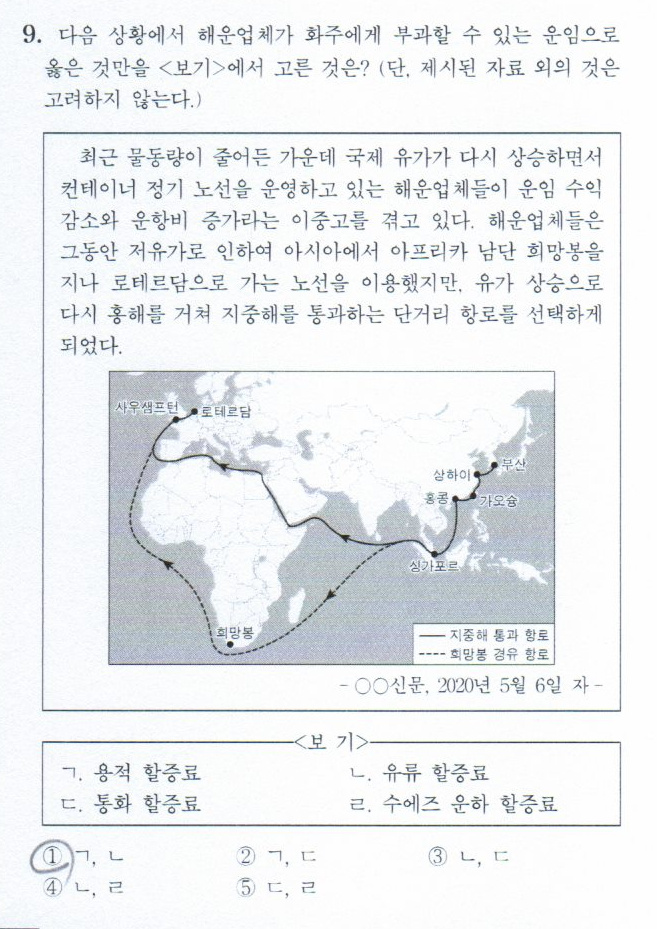 9. 다음 상황에서 해운업체가 화주에게 부과할 수 있는 운임으로
옳은 것만을 <보기>에서 고른 것은? (단, 제시된 자료 외의 것은
고려하지 않는다.)
최근 물동량이 줄어든 가운데 국제 유가가 다시 상승하면서
컨테이너 정기 노선을 운영하고 있는 해운업체들이 운임 수익
감소와 운항비 증가라는 이중고를 겪고 있다. 해운업체들은
그동안 저유가로 인하여 아시아에서 아프리카 남단 희망봉을
지나 로테르담으로 가는 노선을 이용했지만, 유가 상승으로
다시 홍해를 거쳐 지중해를 통과하는 단거리 항로를 선택하게
되었다.
사우샘프턴 로테르담
부산
상하이
홍콩 가오슝
싱가포르
희망봉
지중해 통과 항로
희망봉 경유 항로
- ○○신문, 2020년 5월 6일 자 -
<보 기>
ㄱ. 용적 할증료 ㄴ. 유류 할증료
ㄷ. 통화 할증료 ㄹ. 수에즈 운하 할증료
① ㄱ, ㄴ ② ㄱ, ㄷ ③ ㄴ, ㄷ
④ ㄴ, ㄹ ⑤ ㄷ, ㄹ